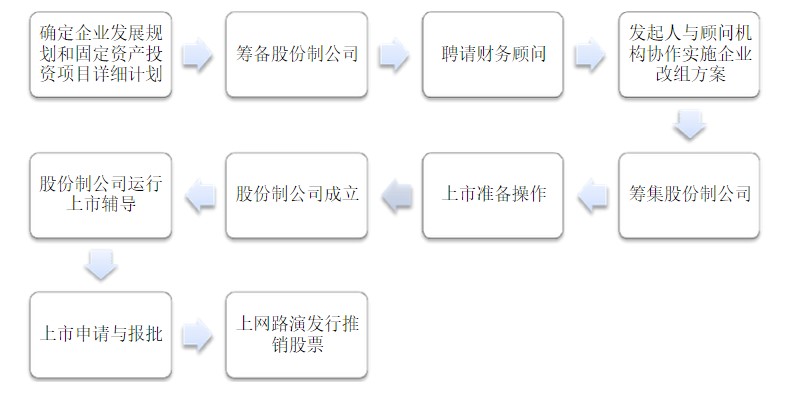 确定企业发展规
划和固定资产投
资项目详细计划
筹备股份制公司
聘请财务顾问
发起人与顾问机
构协作实施企业
改组方案
筹集股份制公司
上市准备操作
股份制公司成立
股份制公司运行
上市辅导
上市申请与报批
上网路演发行推
销股票